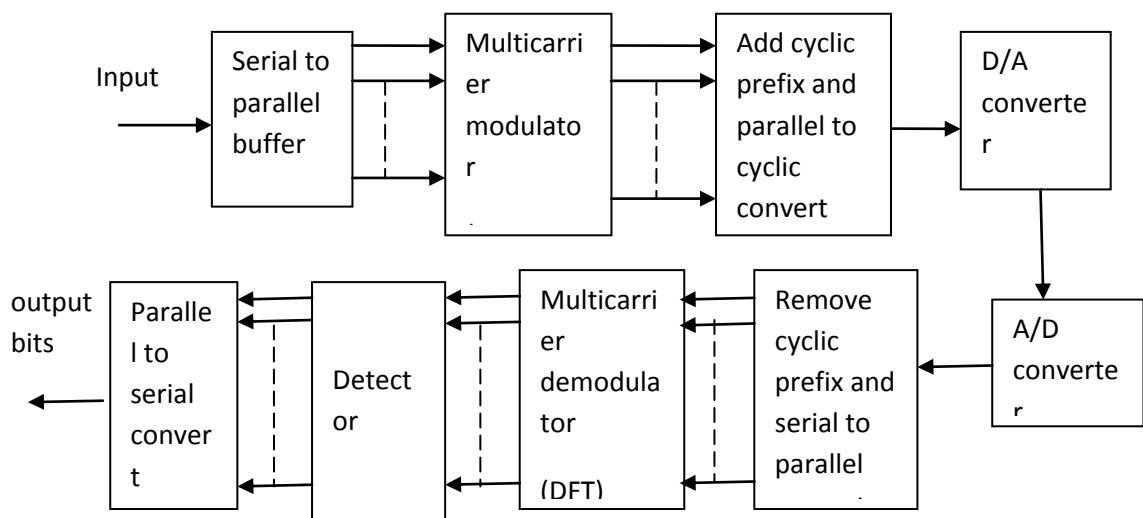 Input
Serial to
parallel
buffer
Multicarri
er
modulato
r
Add cyclic
prefix and
parallel to
cyclic
convert
D/A
converte
r
output
bits
Paralle
l to
serial
conver
t
Detect
or
Multicarri
er
demodula
tor
(DFT)
Remove
cyclic
prefix and
serial to
parallel
A/D
converte
r